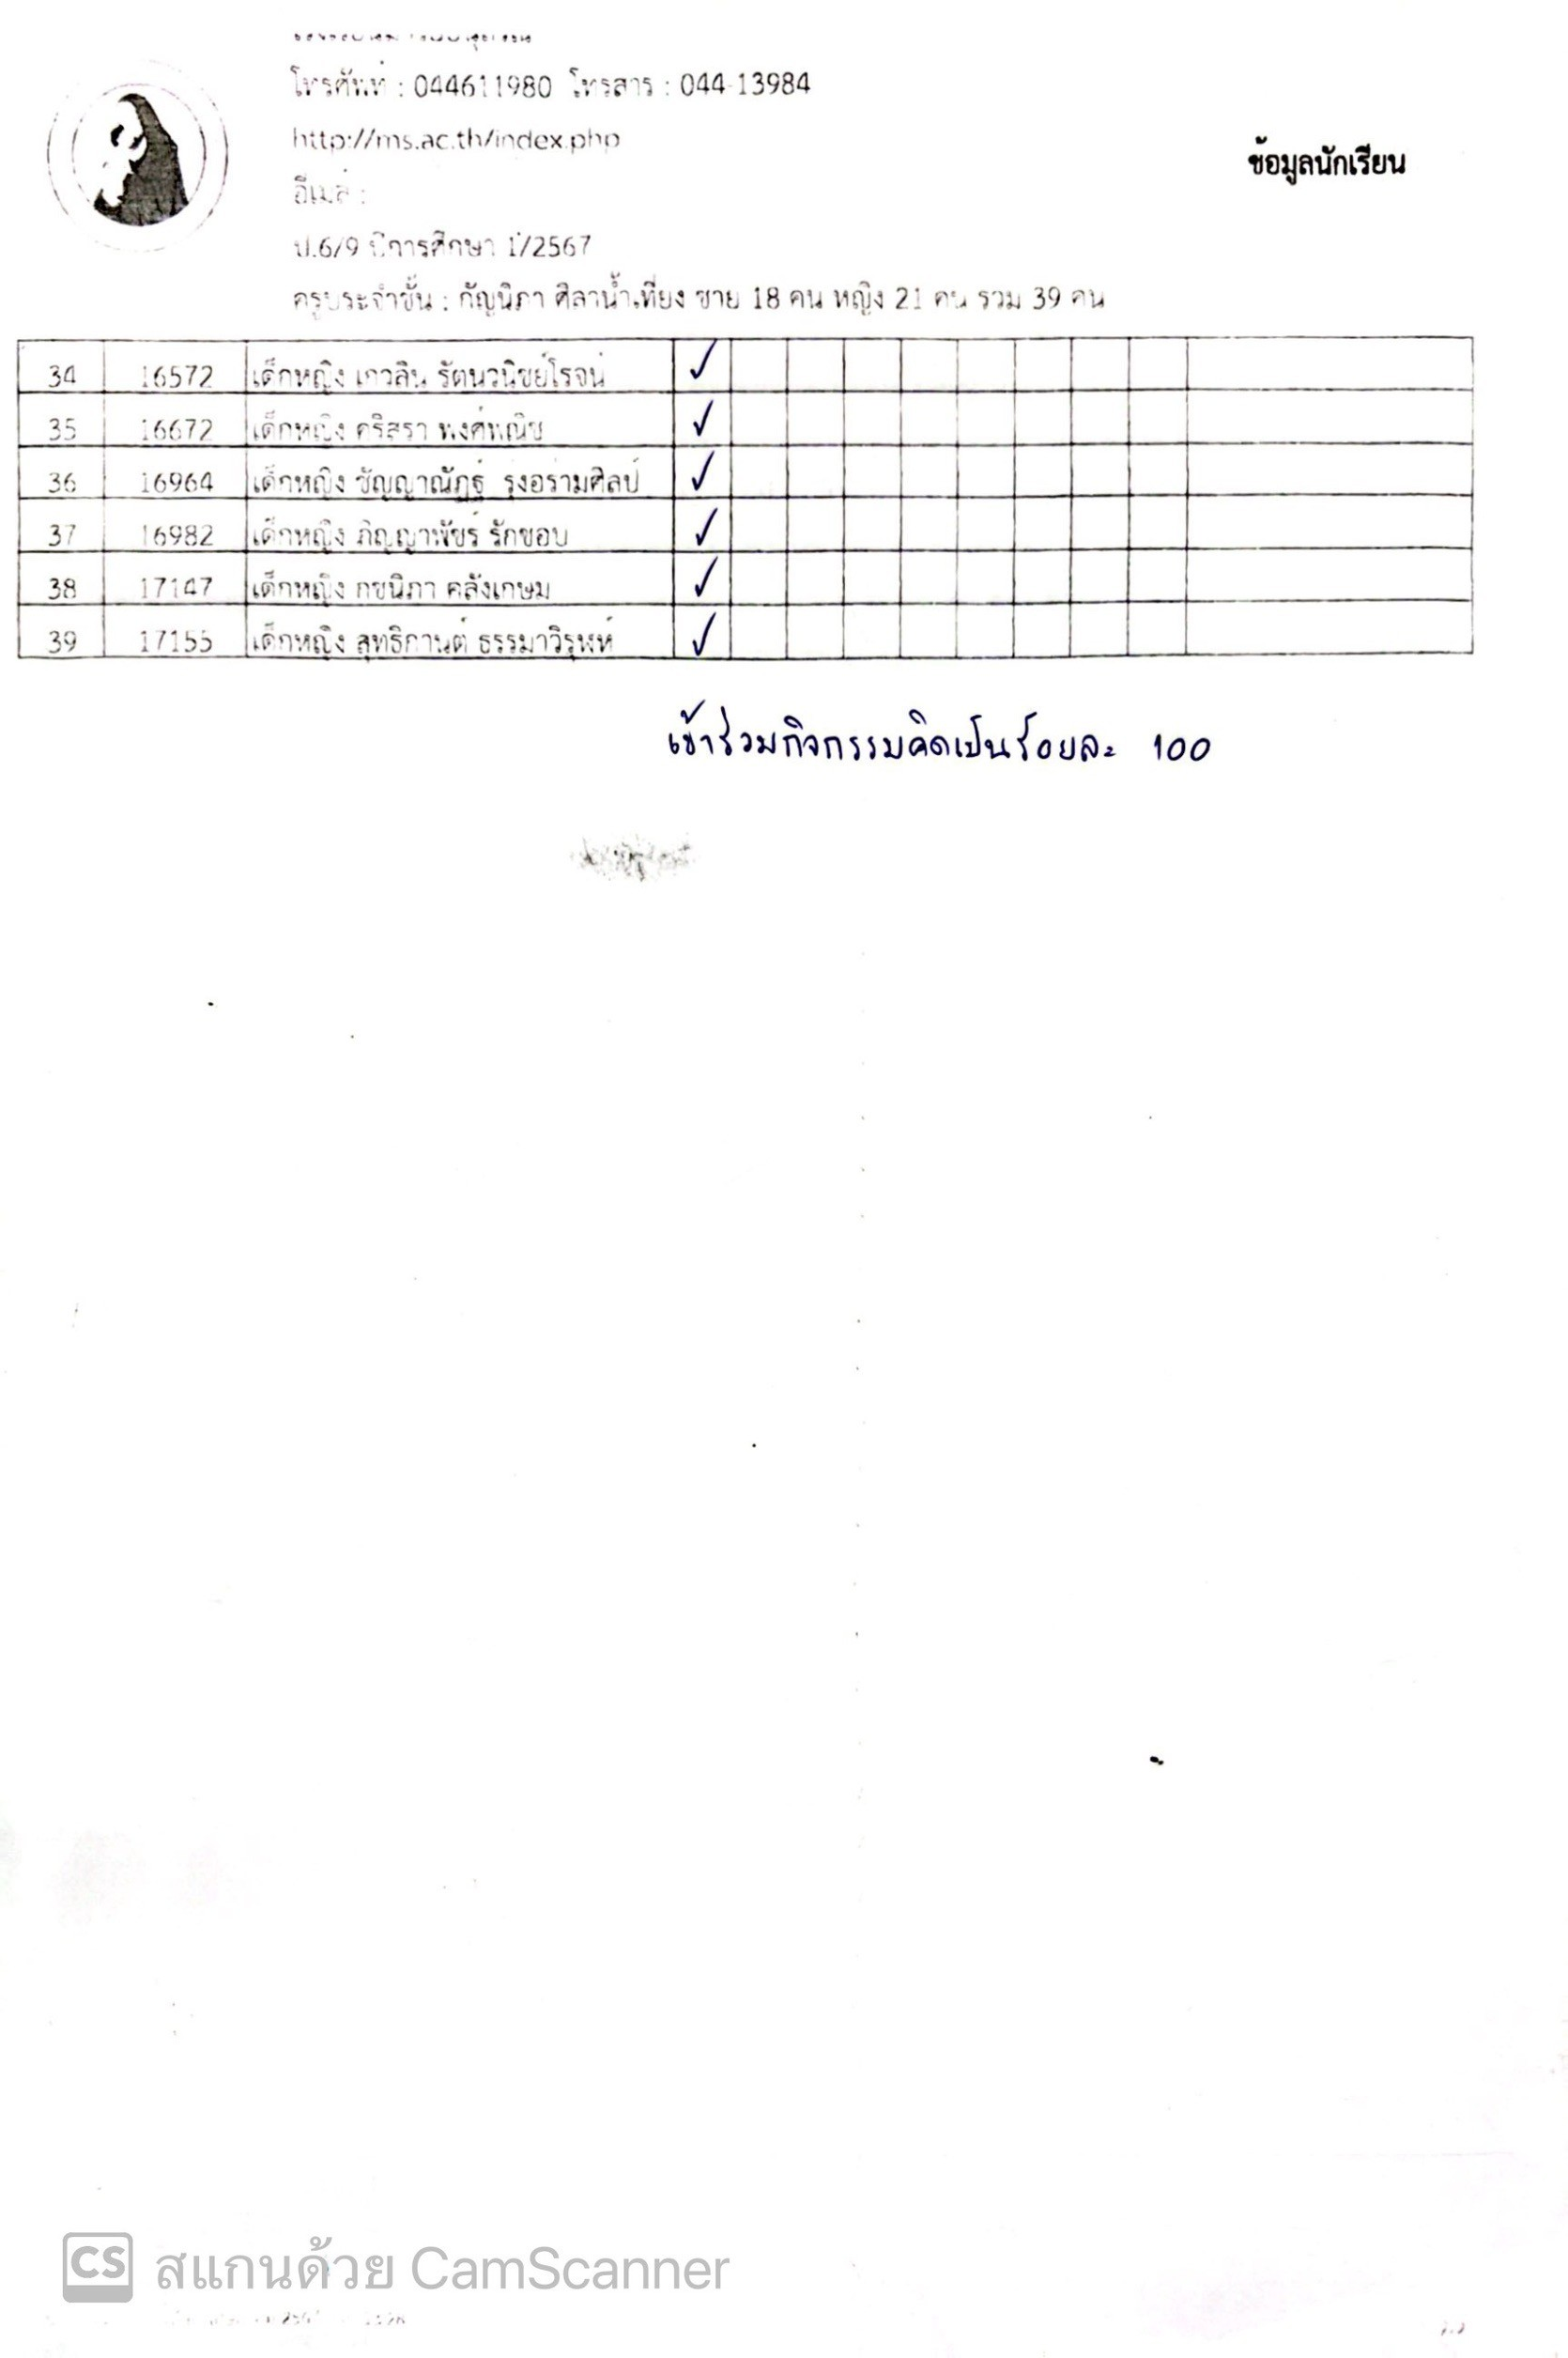 โทรศัพท์ : 044611980 โทรสาร : 044-13984
http://ms.ac.th/index.php
ข้อมูลนักเรียน
อีเมล์ :
ป.6/9 ปีการศึกษา 1/2567
ครูประจำชั้น : กัญนิภา ศิลาน้ำเที่ยง ชาย 18 คน หญิง 21 คน รวม 39 คน
34 16572 เด็กหญิง เกวลิน รัตนวนิชย์โรจน์ ✓
35 16672 เด็กหญิง คริสรา พงศ์พณิช ✓
36 16964 เด็กหญิง ชัญญาณัฏฐ์ รุ่งอร่ามศิลป์ ✓
37 16982 เด็กหญิง ภิญญาพัชร์ รักชอบ ✓
38 17147 เด็กหญิง กชนิภา คลังเกษม ✓
39 17155 เด็กหญิง สุทธิกานต์ ธรรมาวิรุฬห์ ✓
เข้าร่วมกิจกรรมคิดเป็นร้อยละ 100
CS สแกนด้วย CamScanner